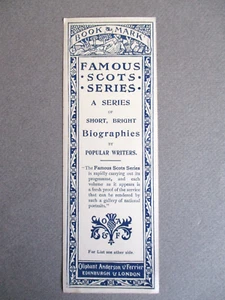 BOOK MARK
FAMOUS
SCOTS
SERIES
A SERIES
OF
SHORT, BRIGHT
Biographies
BY
POPULAR WRITERS.
"The Famous Scots Series
is rapidly carrying out its
programme, and each
volume as it appears is
a fresh proof of the service
that can be rendered by
such a gallery of national
portraits."
O A & F
For List see other side.
Oliphant Anderson & Ferrier
EDINBURGH & LONDON